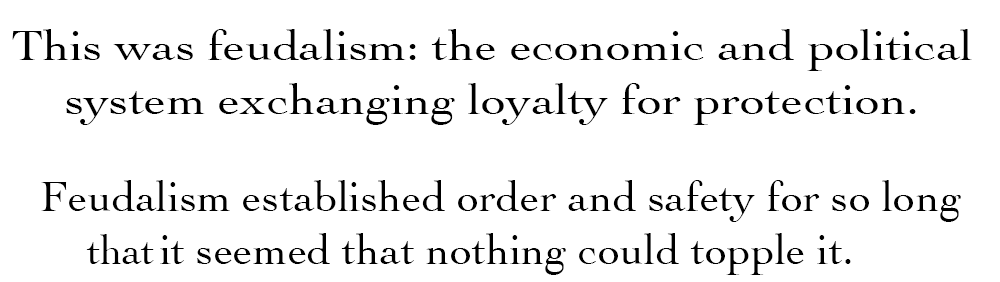 This was feudalism: the economic and political
system exchanging loyalty for protection.
Feudalism established order and safety for so long
that it seemed that nothing could topple it.